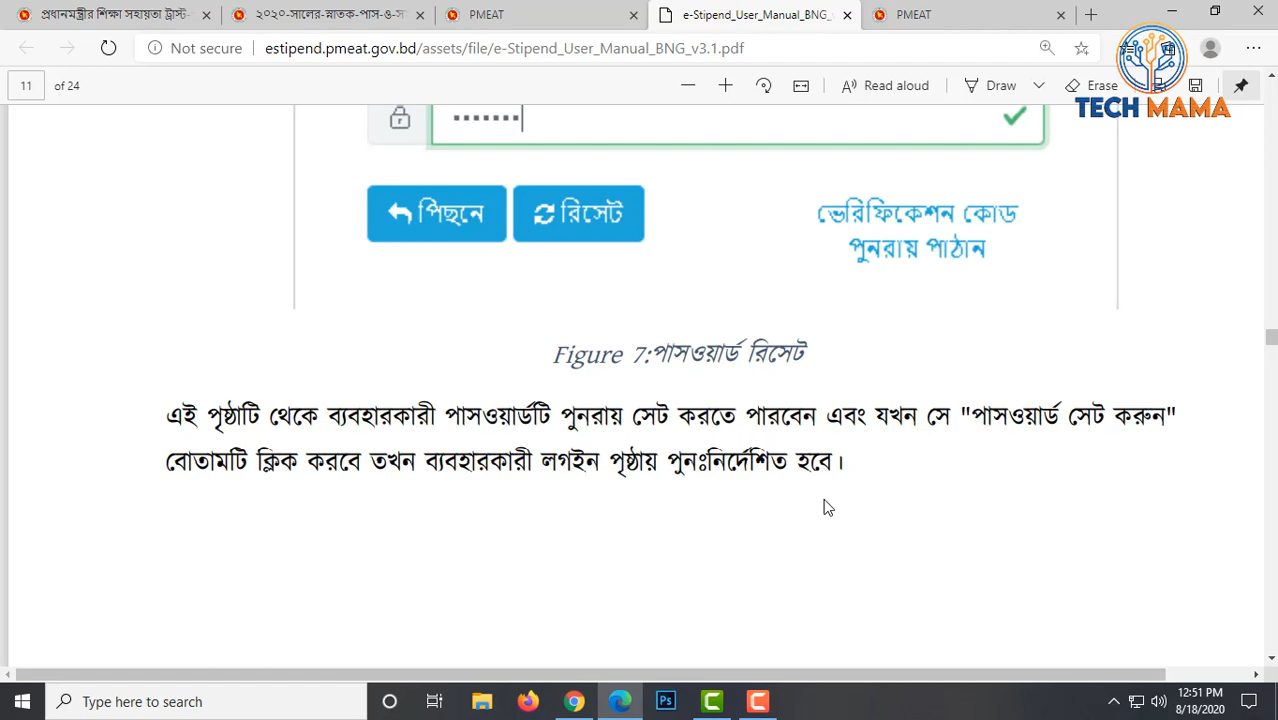 প্রধানমন্ত্রীর শিক্ষা সহায়তা ট্রাস্ট-
২০২০-সালের-স্নাতক-পাস-ও-স
PMEAT
e-Stipend_User_Manual_BNG_v
PMEAT
Not secure
estipend.pmeat.gov.bd/assets/file/e-Stipend_User_Manual_BNG_v3.1.pdf
11 of 24
Read aloud
Draw
Erase
TECH MAMA
পিছনে
রিসেট
ভেরিফিকেশন কোড
পুনরায় পাঠান
Figure 7:পাসওয়ার্ড রিসেট
এই পৃষ্ঠাটি থেকে ব্যবহারকারী পাসওয়ার্ডটি পুনরায় সেট করতে পারবেন এবং যখন সে "পাসওয়ার্ড সেট করুন"
বোতামটি ক্লিক করবে তখন ব্যবহারকারী লগইন পৃষ্ঠায় পুনঃনির্দেশিত হবে।
Type here to search
Ps
12:51 PM
8/18/2020